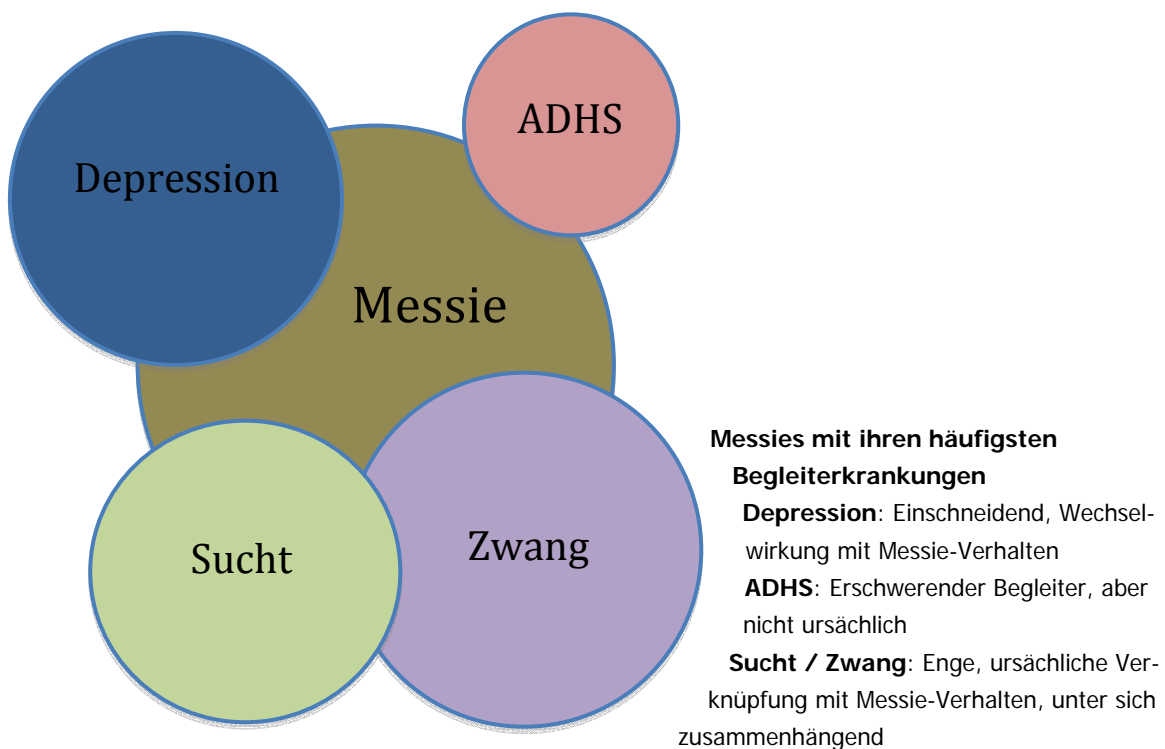 ADHS
Depression
Messie
Sucht
Zwang
Messies mit ihren häufigsten
Begleiterkrankungen
Depression: Einschneidend, Wechsel-
wirkung mit Messie-Verhalten
ADHS: Erschwerender Begleiter, aber
nicht ursächlich
Sucht / Zwang: Enge, ursächliche Ver-
knüpfung mit Messie-Verhalten, unter sich
zusammenhängend